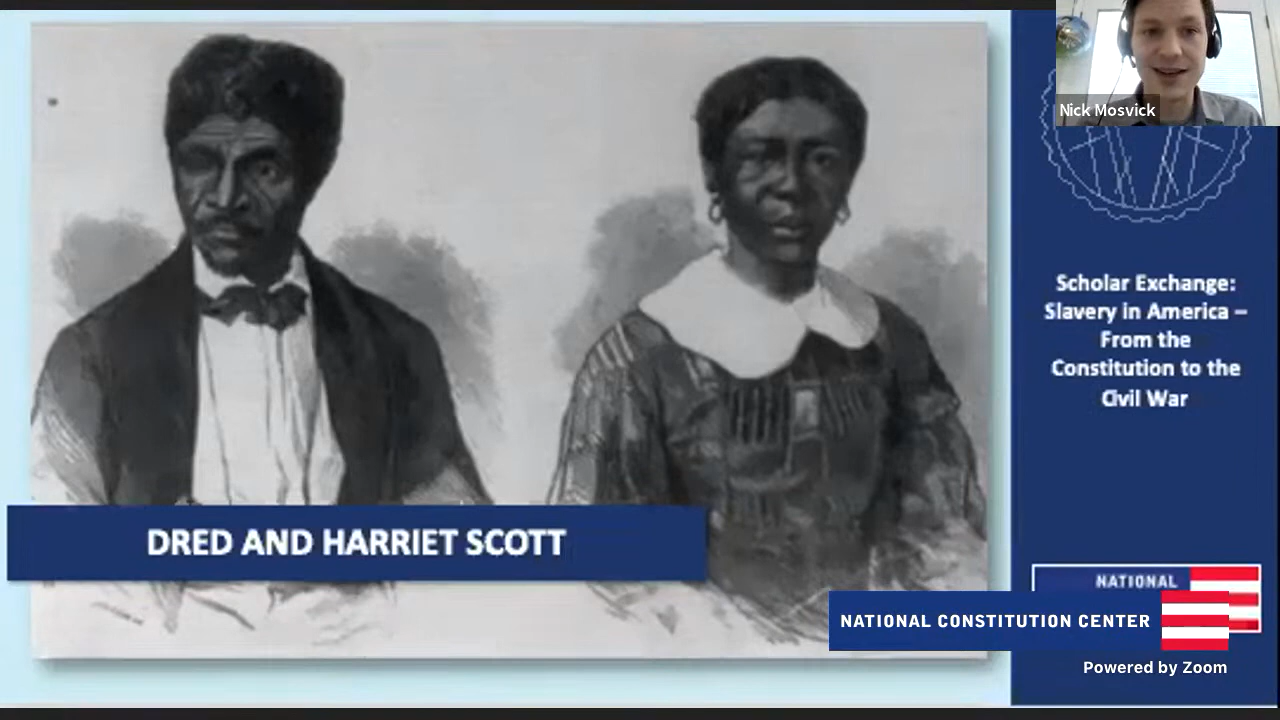 Nick Mosvick
Scholar Exchange:
Slavery in America –
From the
Constitution to the
Civil War
DRED AND HARRIET SCOTT
NATIONAL
NATIONAL CONSTITUTION CENTER
Powered by Zoom